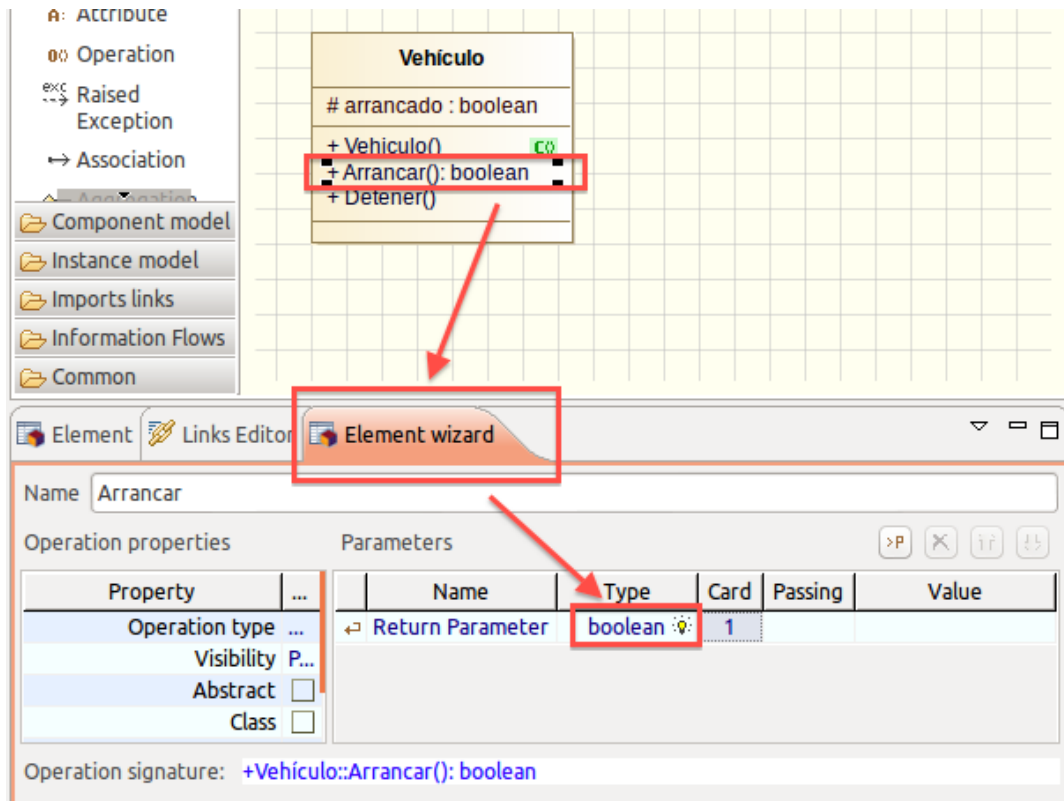 A: Attribute
Operation
exc
Raised
Exception
Association
Aggregation
Component model
Instance model
Imports links
Information Flows
Common
Vehículo
# arrancado : boolean
+ Vehiculo()
+ Arrancar(): boolean
+ Detener()
Element
Links Editor
Element wizard
Name Arrancar
Operation properties
Parameters
>P
Property ...
Operation type ...
Visibility P...
Abstract
Class
Name Type Card Passing Value
Return Parameter boolean 1
Operation signature: +Vehículo::Arrancar(): boolean